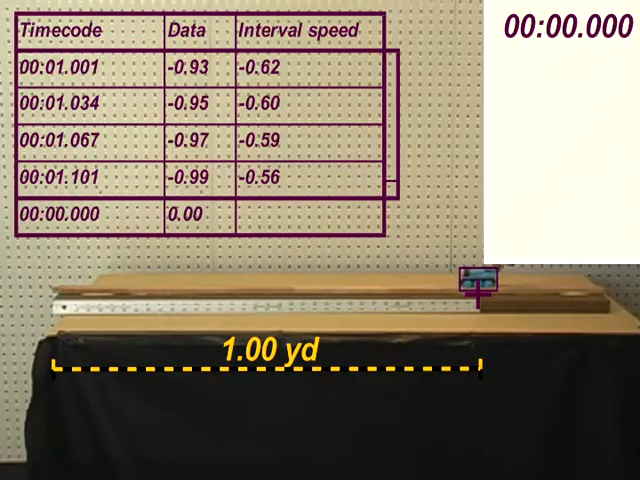 00:00.000
Timecode Data Interval speed
00:01.001 -0.93 -0.62
00:01.034 -0.95 -0.60
00:01.067 -0.97 -0.59
00:01.101 -0.99 -0.56
00:00.000 0.00
1.00 yd